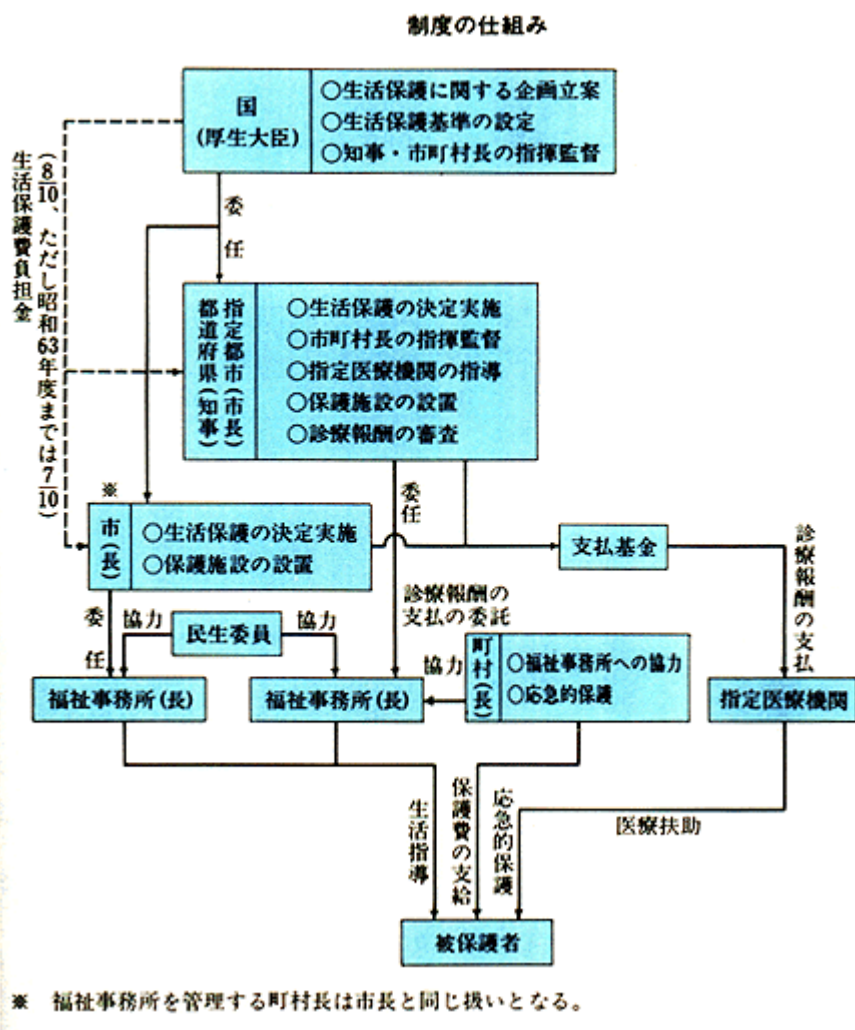 制度の仕組み
国
(厚生大臣)
○生活保護に関する企画立案
○生活保護基準の設定
○知事・市町村長の指揮監督
生活保護費負担金
(8/10、ただし昭和63年度までは7/10)
委任
都道府県(知事)
指定都市(市長)
○生活保護の決定実施
○市町村長の指揮監督
○指定医療機関の指導
○保護施設の設置
○診療報酬の審査
※
市(長)
○生活保護の決定実施
○保護施設の設置
委任
支払基金
診療報酬の支払
診療報酬の
支払の委託
委任
協力
民生委員
協力
福祉事務所(長)
福祉事務所(長)
協力
町村(長)
○福祉事務所への協力
○応急的保護
指定医療機関
生活指導
保護費の支給
応急的保護
医療扶助
被保護者
※ 福祉事務所を管理する町村長は市長と同じ扱いとなる。